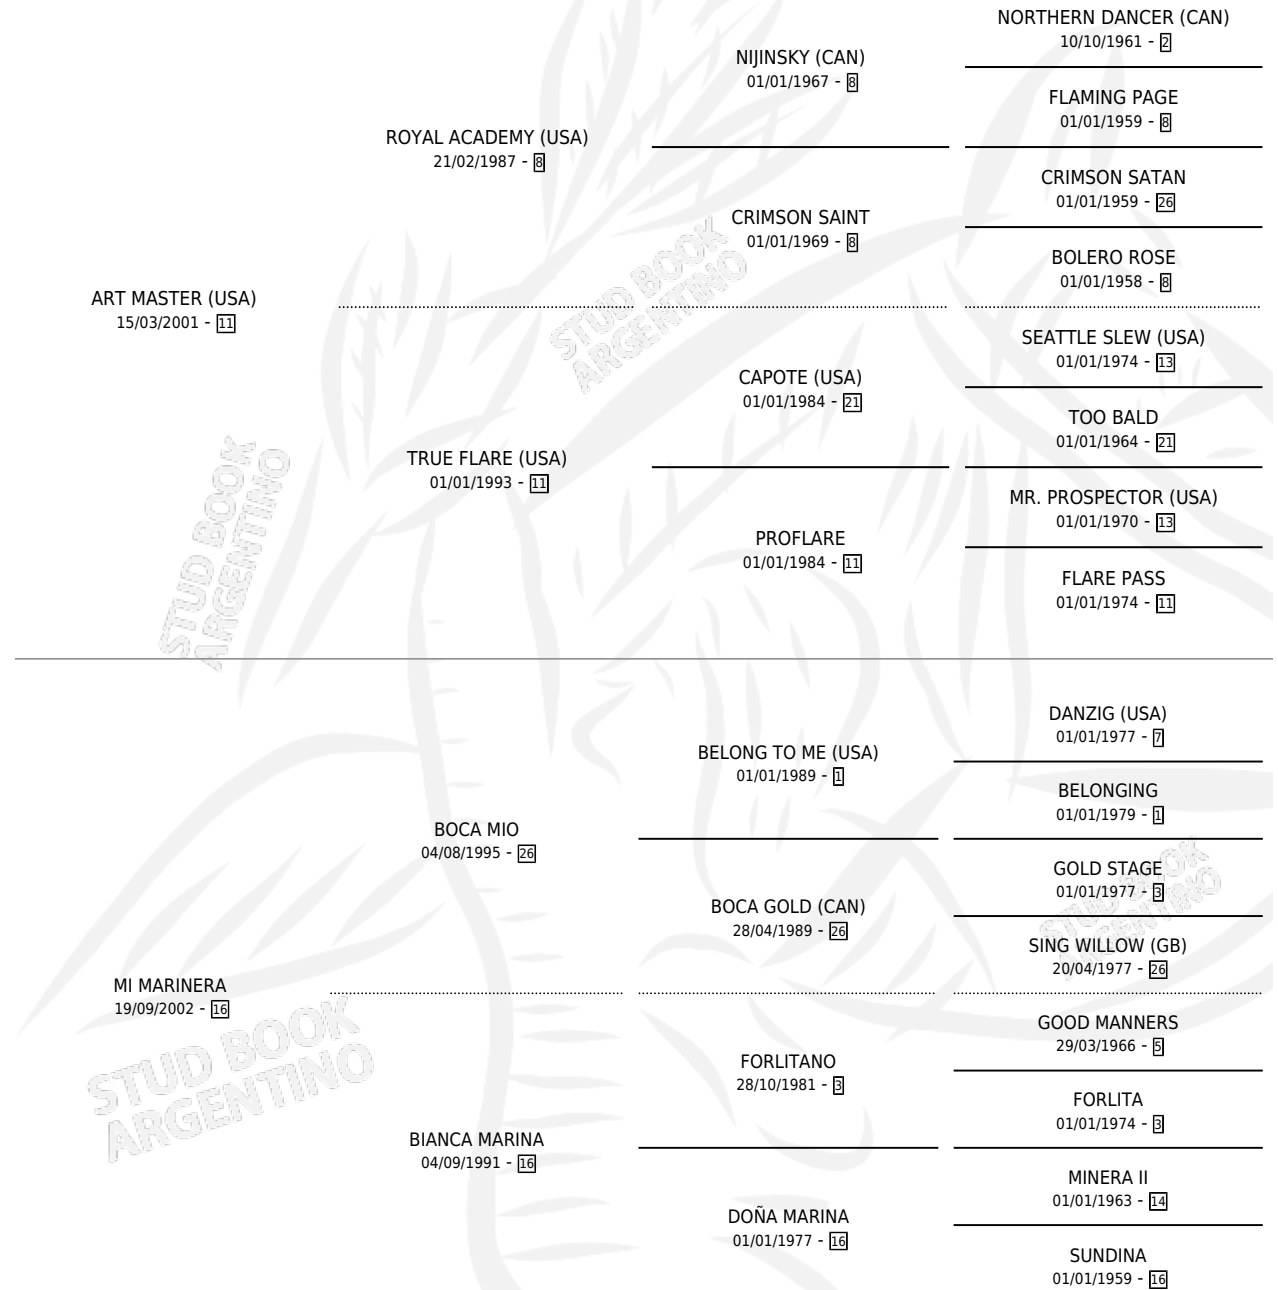 NORTHERN DANCER (CAN)
10/10/1961 - 2
NIJINSKY (CAN)
01/01/1967 - 8
FLAMING PAGE
01/01/1959 - 8
ROYAL ACADEMY (USA)
21/02/1987 - 8
CRIMSON SATAN
01/01/1959 - 26
CRIMSON SAINT
01/01/1969 - 8
BOLERO ROSE
01/01/1958 - 8
ART MASTER (USA)
15/03/2001 - 11
STUD BOOK
ARGENTINO
SEATTLE SLEW (USA)
01/01/1974 - 13
CAPOTE (USA)
01/01/1984 - 21
TOO BALD
01/01/1964 - 21
TRUE FLARE (USA)
01/01/1993 - 11
STUD BOOK
ARGENTINO
MR. PROSPECTOR (USA)
01/01/1970 - 13
PROFLARE
01/01/1984 - 11
FLARE PASS
01/01/1974 - 11
DANZIG (USA)
01/01/1977 - 7
BELONG TO ME (USA)
01/01/1989 - 1
BELONGING
01/01/1979 - 1
BOCA MIO
04/08/1995 - 26
GOLD STAGE
01/01/1977 - 3
BOCA GOLD (CAN)
28/04/1989 - 26
STUD BOOK
ARGENTINO
SING WILLOW (GB)
20/04/1977 - 26
MI MARINERA
19/09/2002 - 16
STUD BOOK
ARGENTINO
GOOD MANNERS
29/03/1966 - 5
FORLITANO
28/10/1981 - 3
FORLITA
01/01/1974 - 3
BIANCA MARINA
04/09/1991 - 16
MINERA II
01/01/1963 - 14
DOÑA MARINA
01/01/1977 - 16
SUNDINA
01/01/1959 - 16